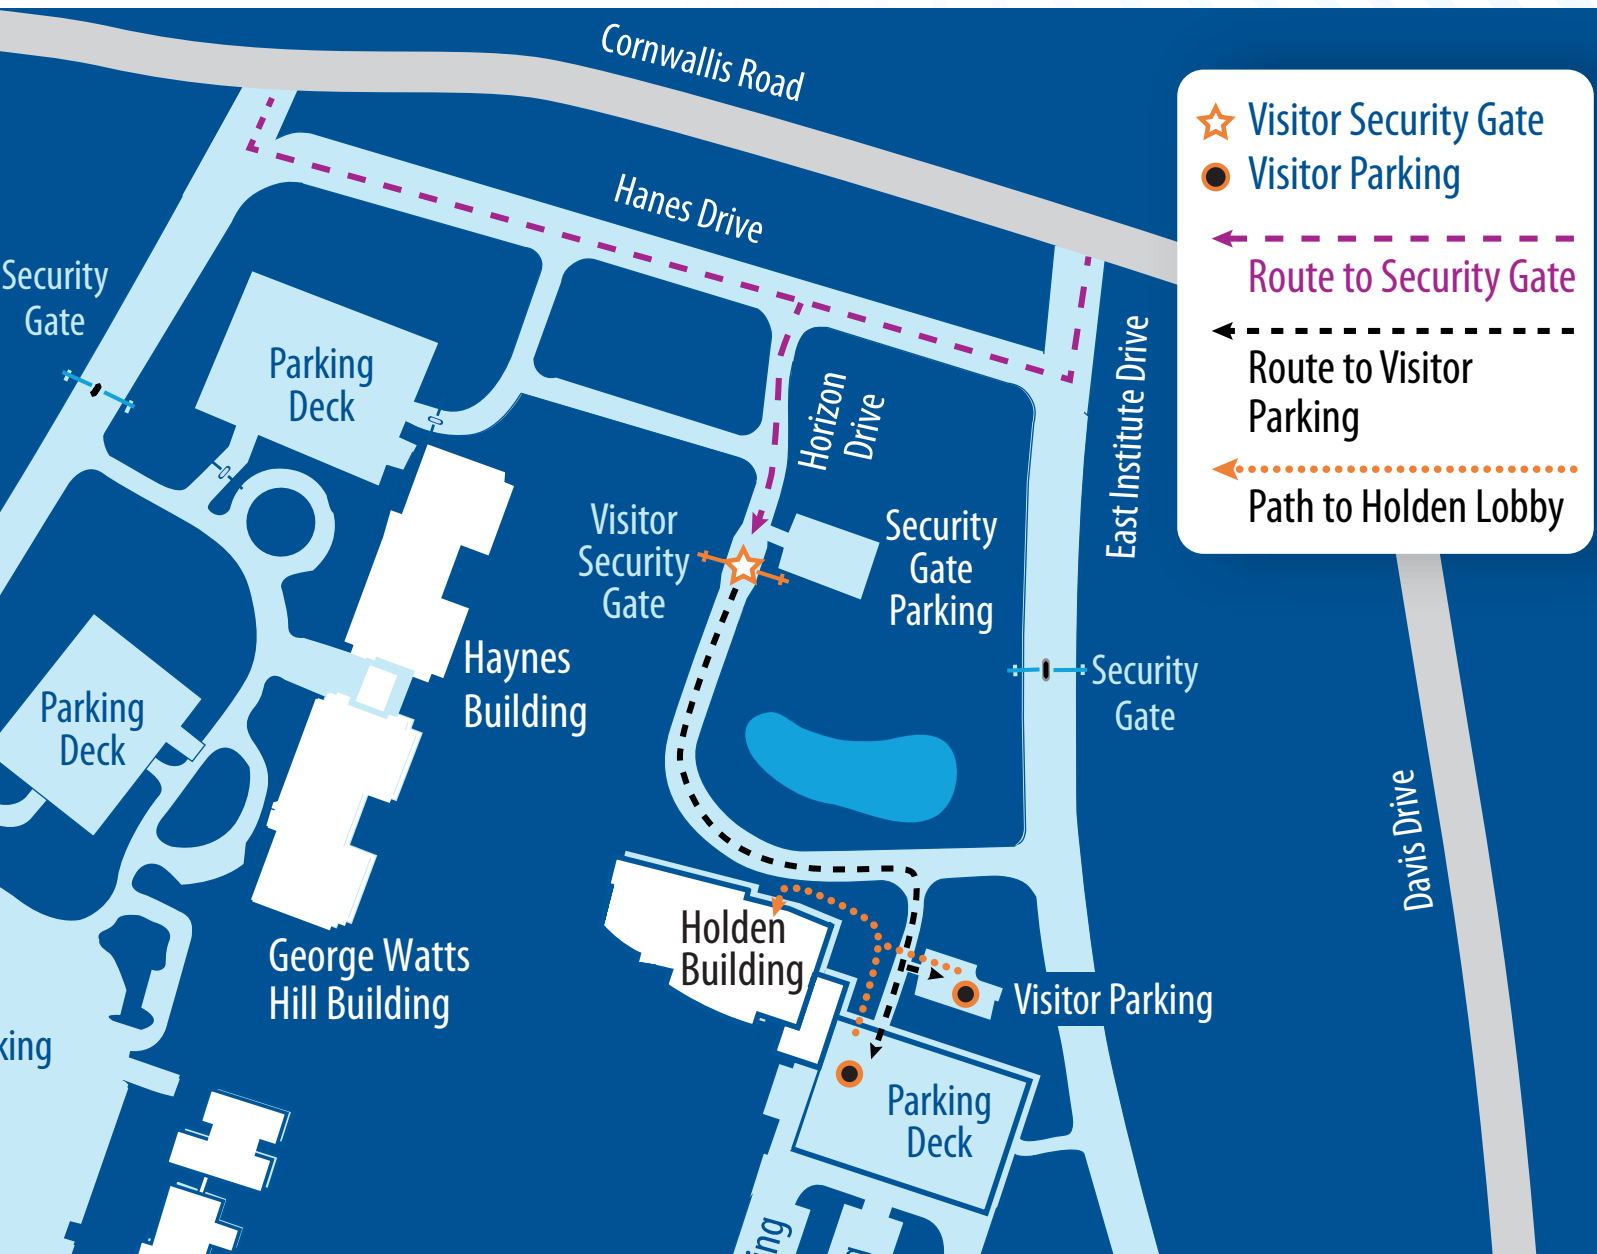 Cornwallis Road
Visitor Security Gate
Visitor Parking
Route to Security Gate
Route to Visitor
Parking
Path to Holden Lobby
Hanes Drive
Security
Gate
Parking
Deck
Horizon
Drive
East Institute Drive
Visitor
Security
Gate
Security
Gate
Parking
Haynes
Building
Security
Gate
Parking
Deck
Davis Drive
Holden
Building
George Watts
Hill Building
Visitor Parking
Parking
Deck